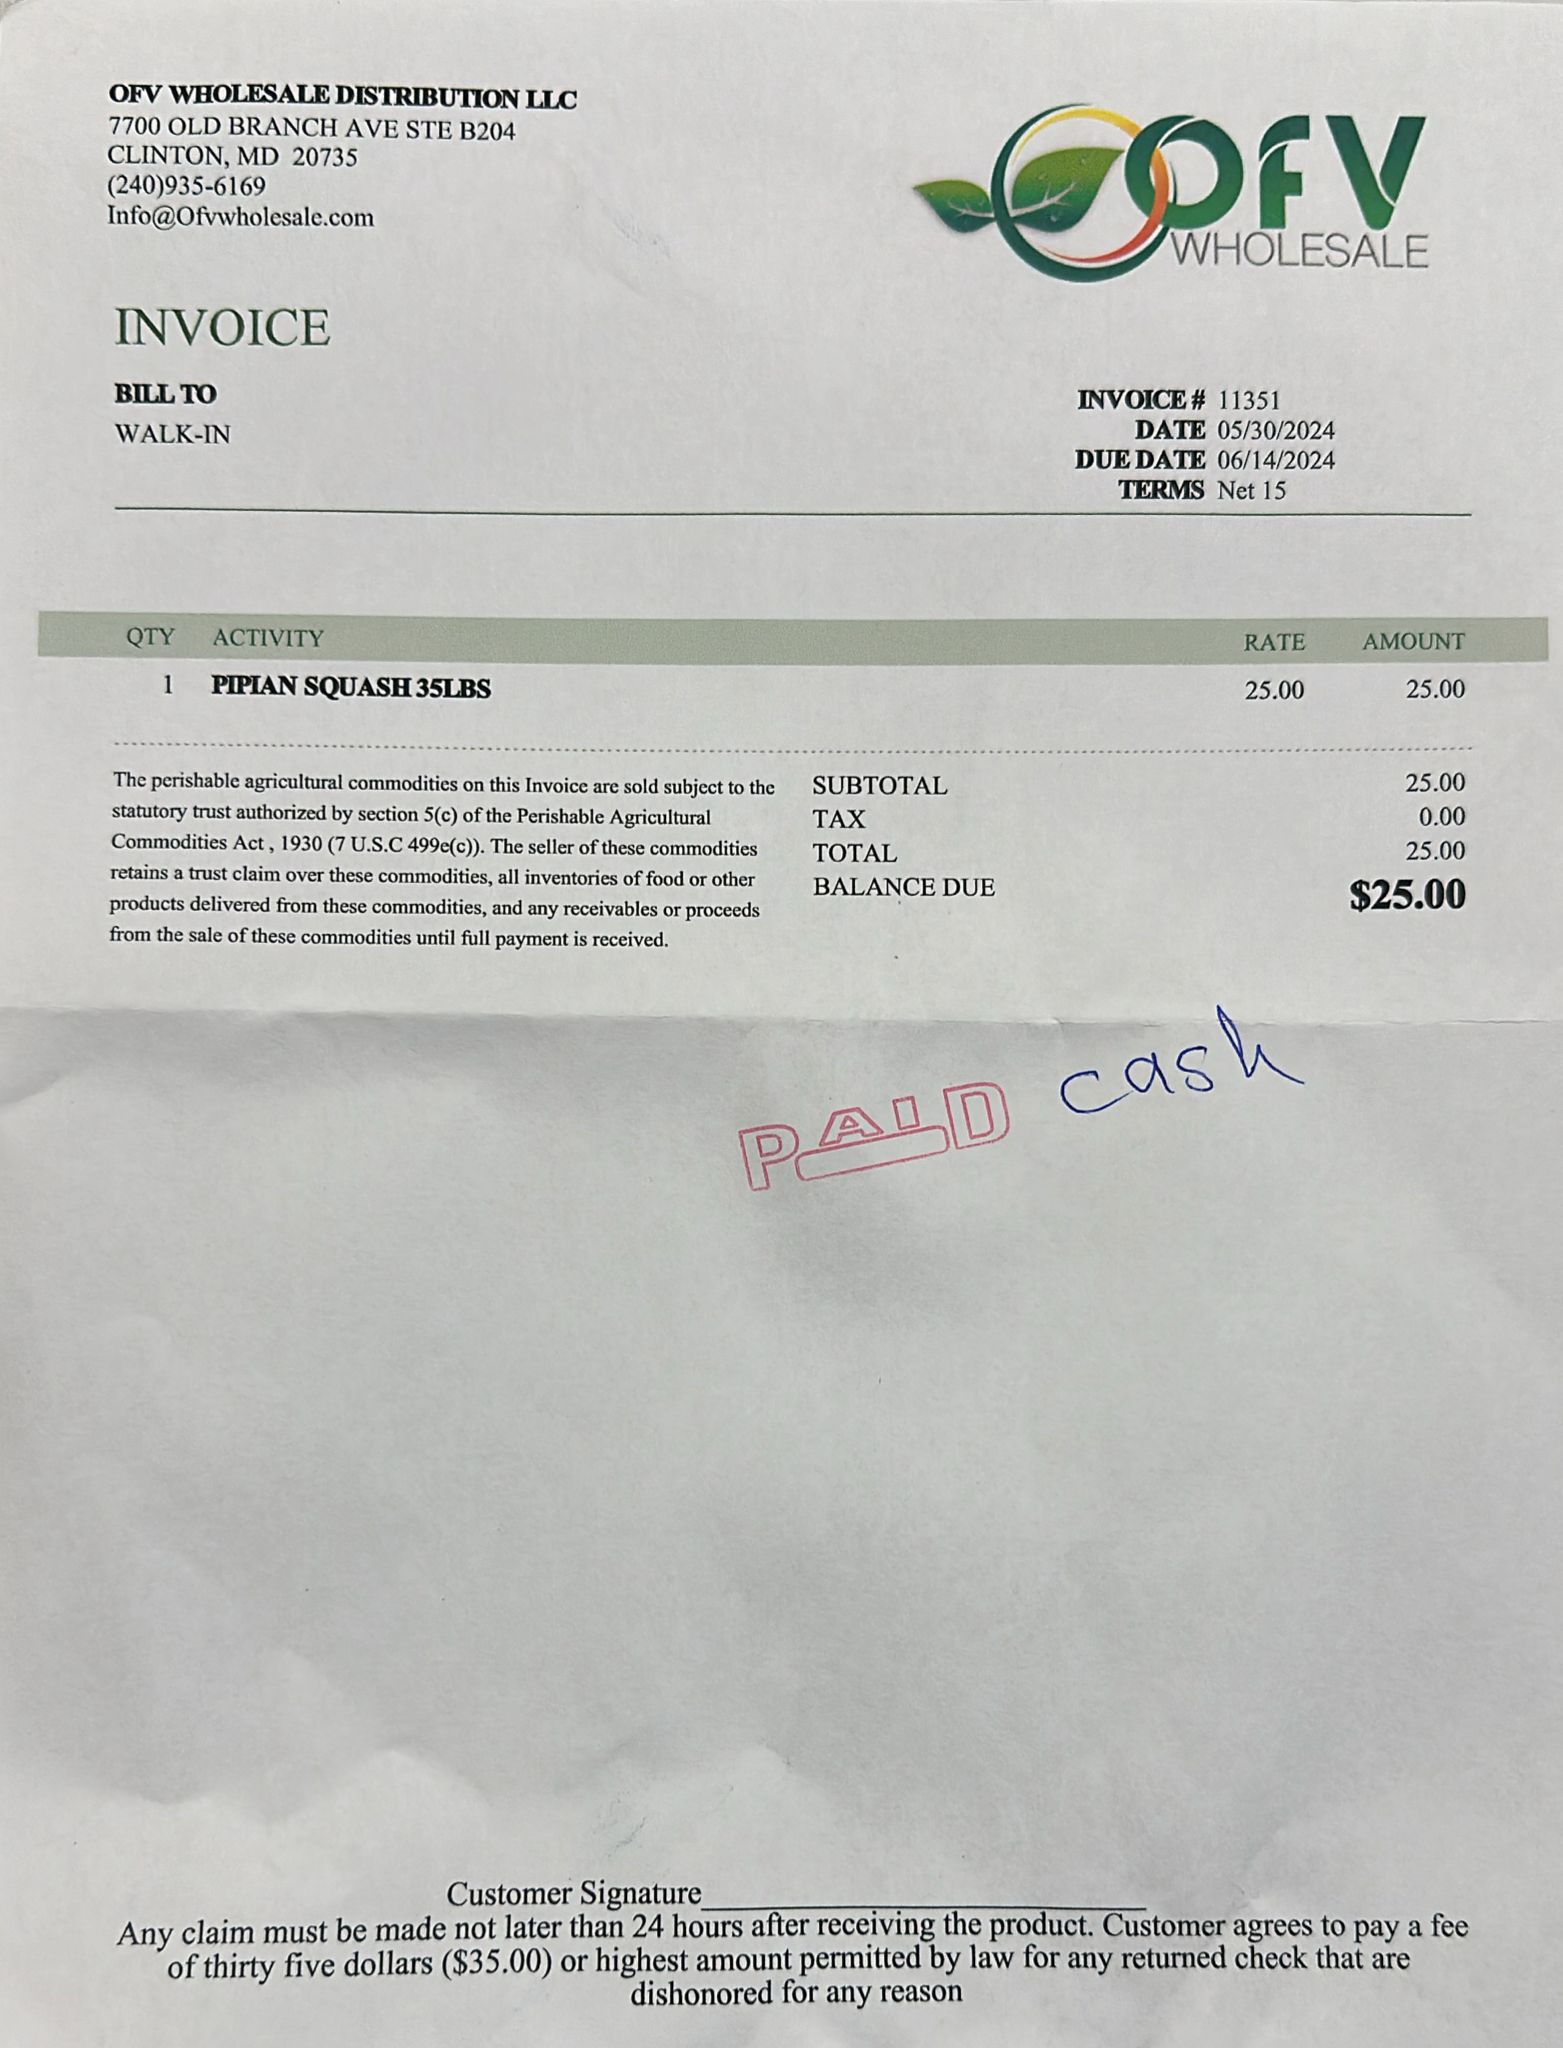 OFV WHOLESALE DISTRIBUTION LLC
7700 OLD BRANCH AVE STE B204
CLINTON, MD 20735
(240)935-6169
Info@Ofvwholesale.com
OFV
WHOLESALE
INVOICE
BILL TO
WALK-IN
INVOICE # 11351
DATE 05/30/2024
DUE DATE 06/14/2024
TERMS Net 15
QTY ACTIVITY RATE AMOUNT
1 PIPIAN SQUASH 35LBS 25.00 25.00
The perishable agricultural commodities on this Invoice are sold subject to the
statutory trust authorized by section 5(c) of the Perishable Agricultural
Commodities Act , 1930 (7 U.S.C 499e(c)). The seller of these commodities
retains a trust claim over these commodities, all inventories of food or other
products delivered from these commodities, and any receivables or proceeds
from the sale of these commodities until full payment is received.
SUBTOTAL 25.00
TAX 0.00
TOTAL 25.00
BALANCE DUE $25.00
PAID cash
Customer Signature
Any claim must be made not later than 24 hours after receiving the product. Customer agrees to pay a fee
of thirty five dollars ($35.00) or highest amount permitted by law for any returned check that are
dishonored for any reason